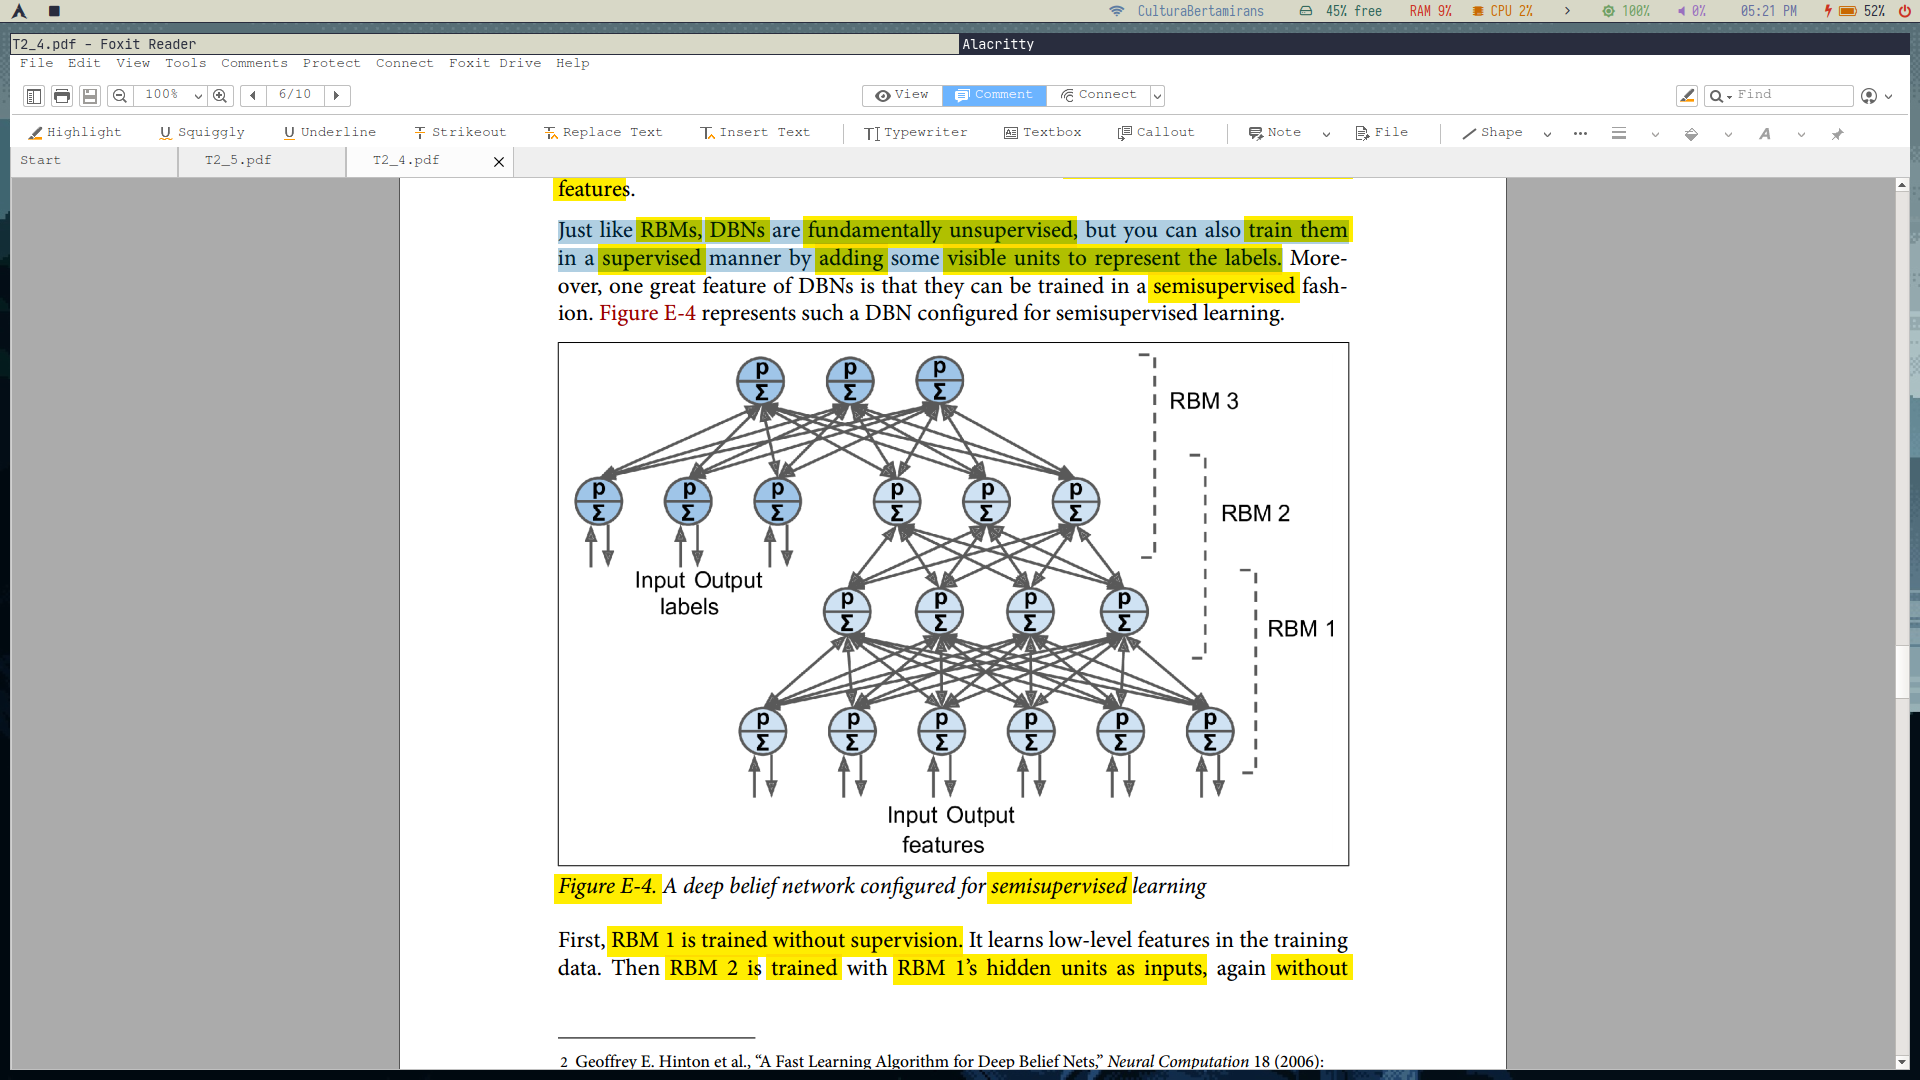 CulturaBertamirans 45% free RAM 9% CPU 2% > 100% 0% 05:21 PM 52%
T2_4.pdf - Foxit Reader
Alacritty
File Edit View Tools Comments Protect Connect Foxit Drive Help
100% 6/10 View Comment Connect Find
Highlight Squiggly Underline Strikeout Replace Text Insert Text Typewriter Textbox Callout Note File Shape ...
Start T2_5.pdf T2_4.pdf
features.
Just like RBMs, DBNs are fundamentally unsupervised, but you can also train them
in a supervised manner by adding some visible units to represent the labels. More-
over, one great feature of DBNs is that they can be trained in a semisupervised fash-
ion. Figure E-4 represents such a DBN configured for semisupervised learning.
p p p
Σ Σ Σ
RBM 3
p p p p p p
Σ Σ Σ Σ Σ Σ
RBM 2
Input Output
labels
p p p p
Σ Σ Σ Σ
RBM 1
p p p p p p
Σ Σ Σ Σ Σ Σ
Input Output
features
Figure E-4. A deep belief network configured for semisupervised learning
First, RBM 1 is trained without supervision. It learns low-level features in the training
data. Then RBM 2 is trained with RBM 1’s hidden units as inputs, again without
2 Geoffrey E. Hinton et al., “A Fast Learning Algorithm for Deep Belief Nets,” Neural Computation 18 (2006):